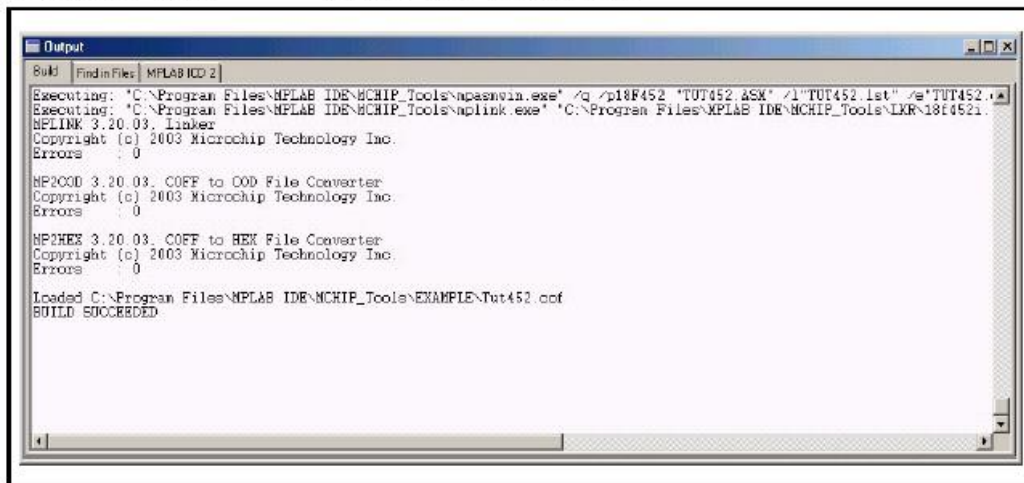 Output
Build Find in Files MPLAB ICD 2
Executing: "C:\Program Files\MPLAB IDE\MCHIP_Tools\mpasmwin.exe" /q /p18F452 "TUT452.ASM" /l"TUT452.lst" /e"TUT452.
Executing: "C:\Program Files\MPLAB IDE\MCHIP_Tools\mplink.exe" "C:\Program Files\MPLAB IDE\MCHIP_Tools\LKR\18f452i.
MPLINK 3.20.03, Linker
Copyright (c) 2003 Microchip Technology Inc.
Errors : 0
MP2COD 3.20.03, COFF to COD File Converter
Copyright (c) 2003 Microchip Technology Inc.
Errors : 0
MP2HEX 3.20.03, COFF to HEX File Converter
Copyright (c) 2003 Microchip Technology Inc.
Errors : 0
Loaded C:\Program Files\MPLAB IDE\MCHIP_Tools\EXAMPLE\Tut452.cof
BUILD SUCCEEDED